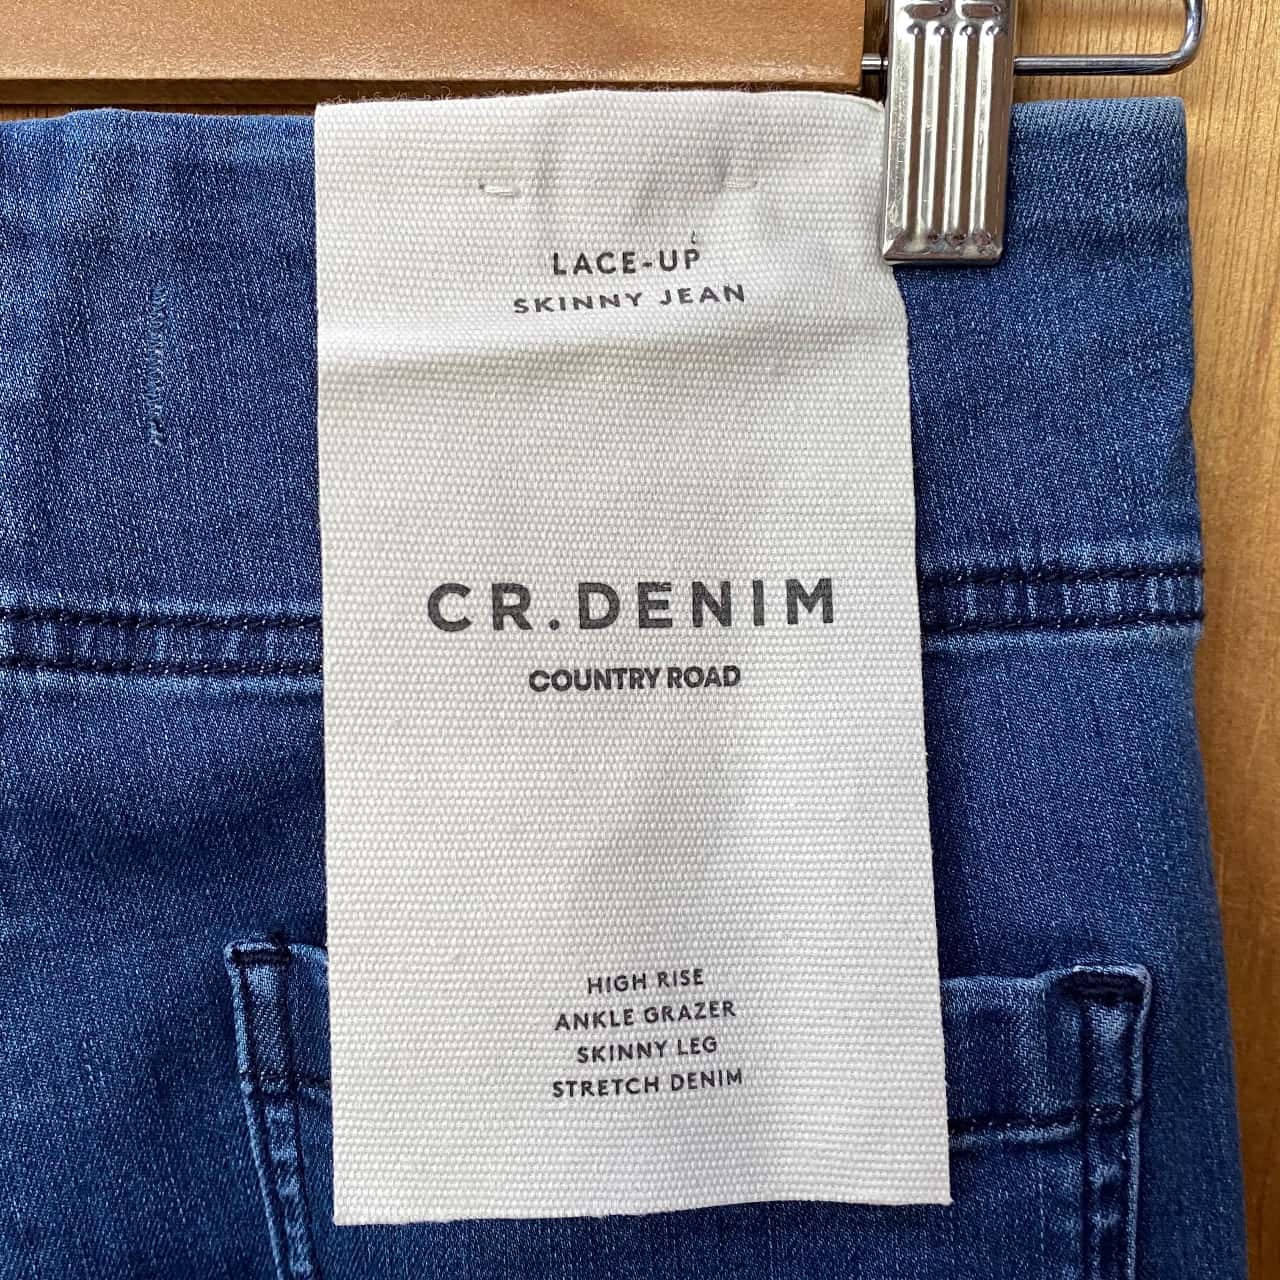 LACE-UP
SKINNY JEAN
CR.DENIM
COUNTRY ROAD
HIGH RISE
ANKLE GRAZER
SKINNY LEG
STRETCH DENIM